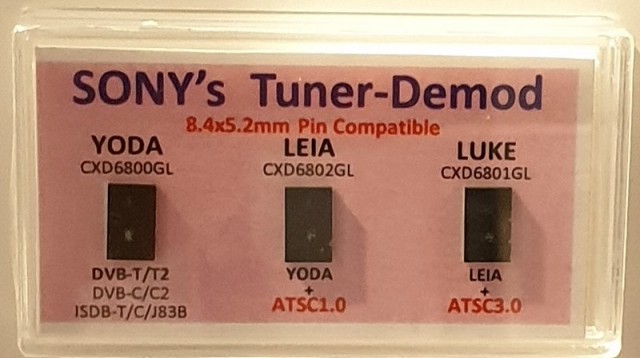 SONY's Tuner-Demod
8.4x5.2mm Pin Compatible
YODA
CXD6800GL
DVB-T/T2
DVB-C/C2
ISDB-T/C/J83B
LEIA
CXD6802GL
YODA
+
ATSC1.0
LUKE
CXD6801GL
LEIA
+
ATSC3.0